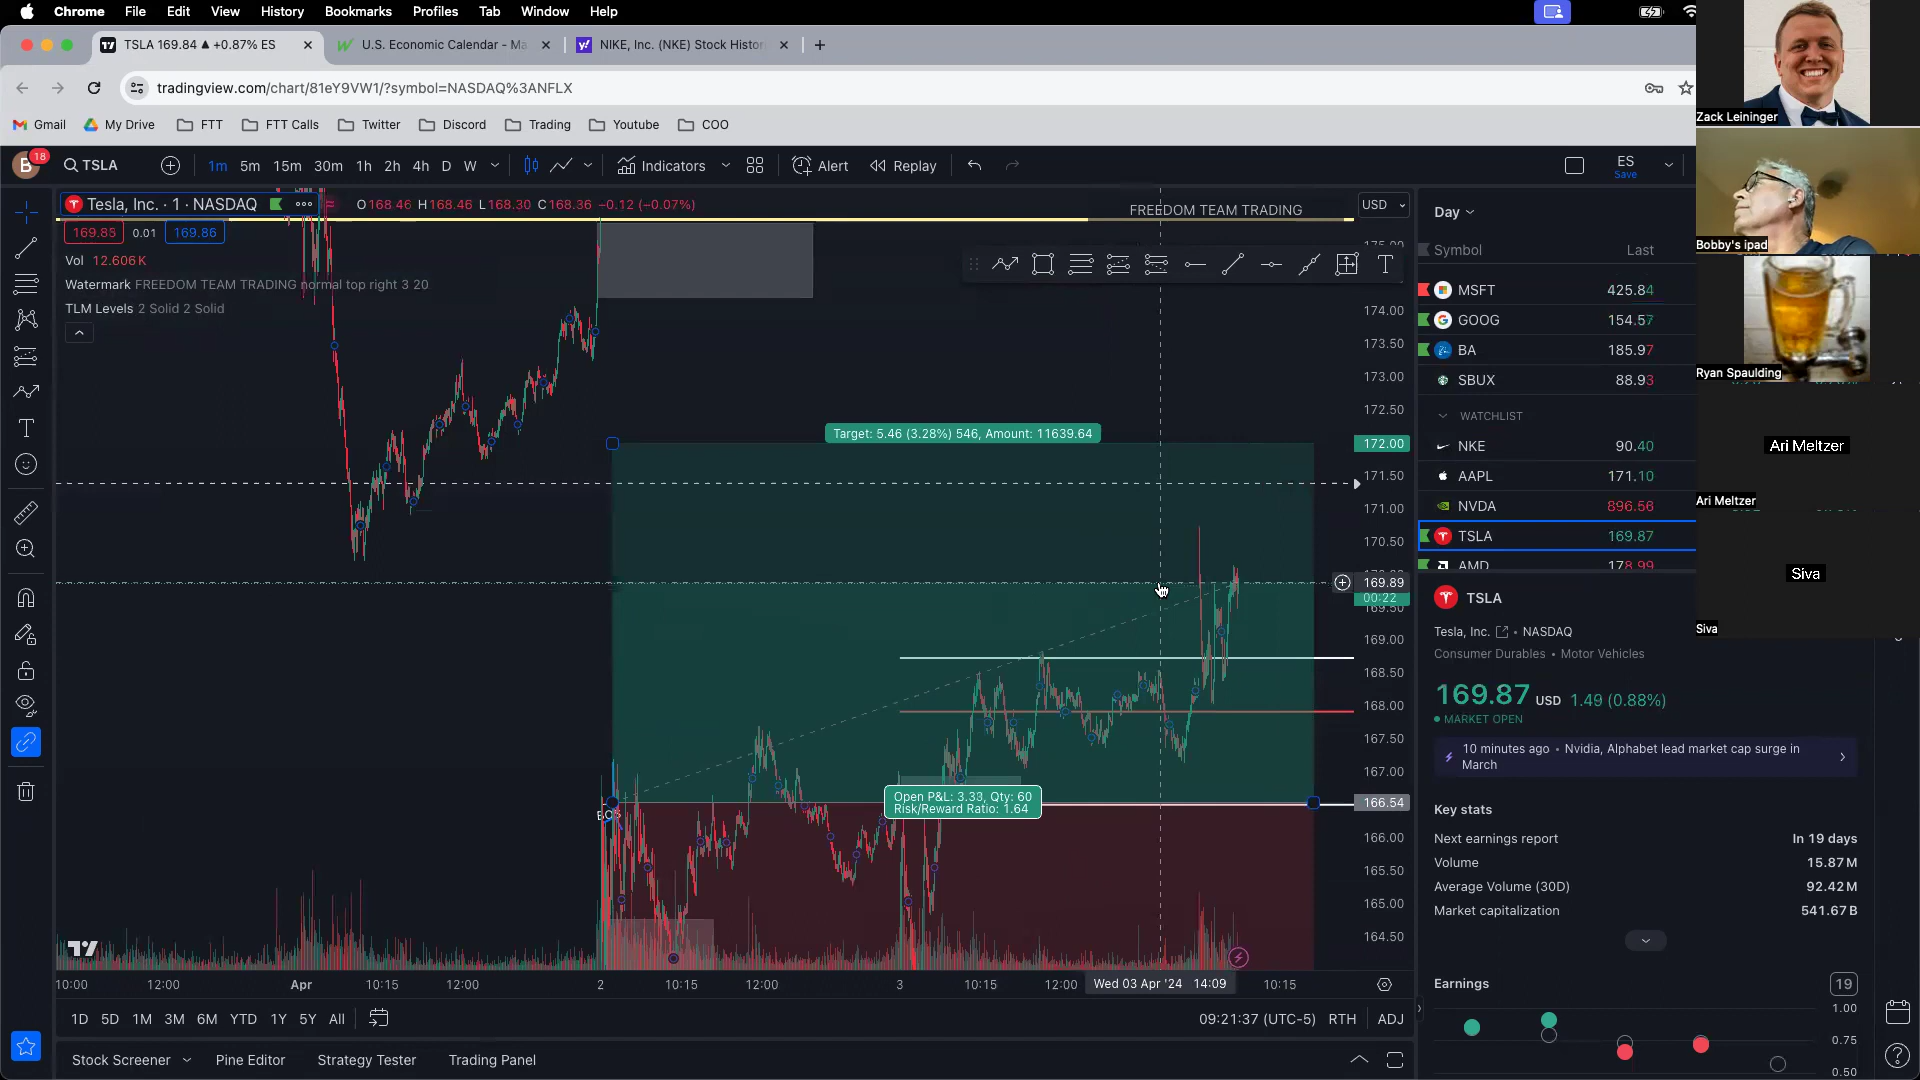 Chrome File Edit View History Bookmarks Profiles Tab Window Help
TSLA 169.84 ▲ +0.87% ES
U.S. Economic Calendar - Ma
NIKE, Inc. (NKE) Stock Histor
tradingview.com/chart/81eY9VW1/?symbol=NASDAQ%3ANFLX
Gmail My Drive FTT FTT Calls Twitter Discord Trading Youtube COO
B 18 TSLA 1m 5m 15m 30m 1h 2h 4h D W Indicators Alert Replay ES
Save
Tesla, Inc. · 1 · NASDAQ O168.46 H168.46 L168.30 C168.36 −0.12 (−0.07%)
FREEDOM TEAM TRADING
USD
169.85 0.01 169.86
Vol 12.606K
Watermark FREEDOM TEAM TRADING normal top right 3 20
TLM Levels 2 Solid 2 Solid
174.00
173.50
173.00
172.50
Target: 5.46 (3.28%) 546, Amount: 11639.64
172.00
171.50
171.00
170.50
169.89
00:22
169.50
169.00
168.50
168.00
167.50
167.00
Open P&L: 3.33, Qty: 60
Risk/Reward Ratio: 1.64
166.54
BOS
166.00
165.50
165.00
164.50
10:00 12:00 Apr 10:15 12:00 2 10:15 12:00 3 10:15 12:00 Wed 03 Apr '24 14:09 10:15
1D 5D 1M 3M 6M YTD 1Y 5Y All
09:21:37 (UTC-5) RTH ADJ
Stock Screener Pine Editor Strategy Tester Trading Panel
Day
Symbol Last
MSFT 425.84
GOOG 154.57
BA 185.97
SBUX 88.93
WATCHLIST
NKE 90.40
AAPL 171.10
NVDA 896.56
TSLA 169.87
AMD 178.99
TSLA
Tesla, Inc. • NASDAQ
Consumer Durables • Motor Vehicles
169.87 USD 1.49 (0.88%)
MARKET OPEN
10 minutes ago • Nvidia, Alphabet lead market cap surge in
March
Key stats
Next earnings report In 19 days
Volume 15.87M
Average Volume (30D) 92.42M
Market capitalization 541.67B
Earnings 19
1.00
0.75
0.50
Zack Leininger
Bobby's ipad
Ryan Spaulding
Ari Meltzer
Ari Meltzer
Siva
Siva